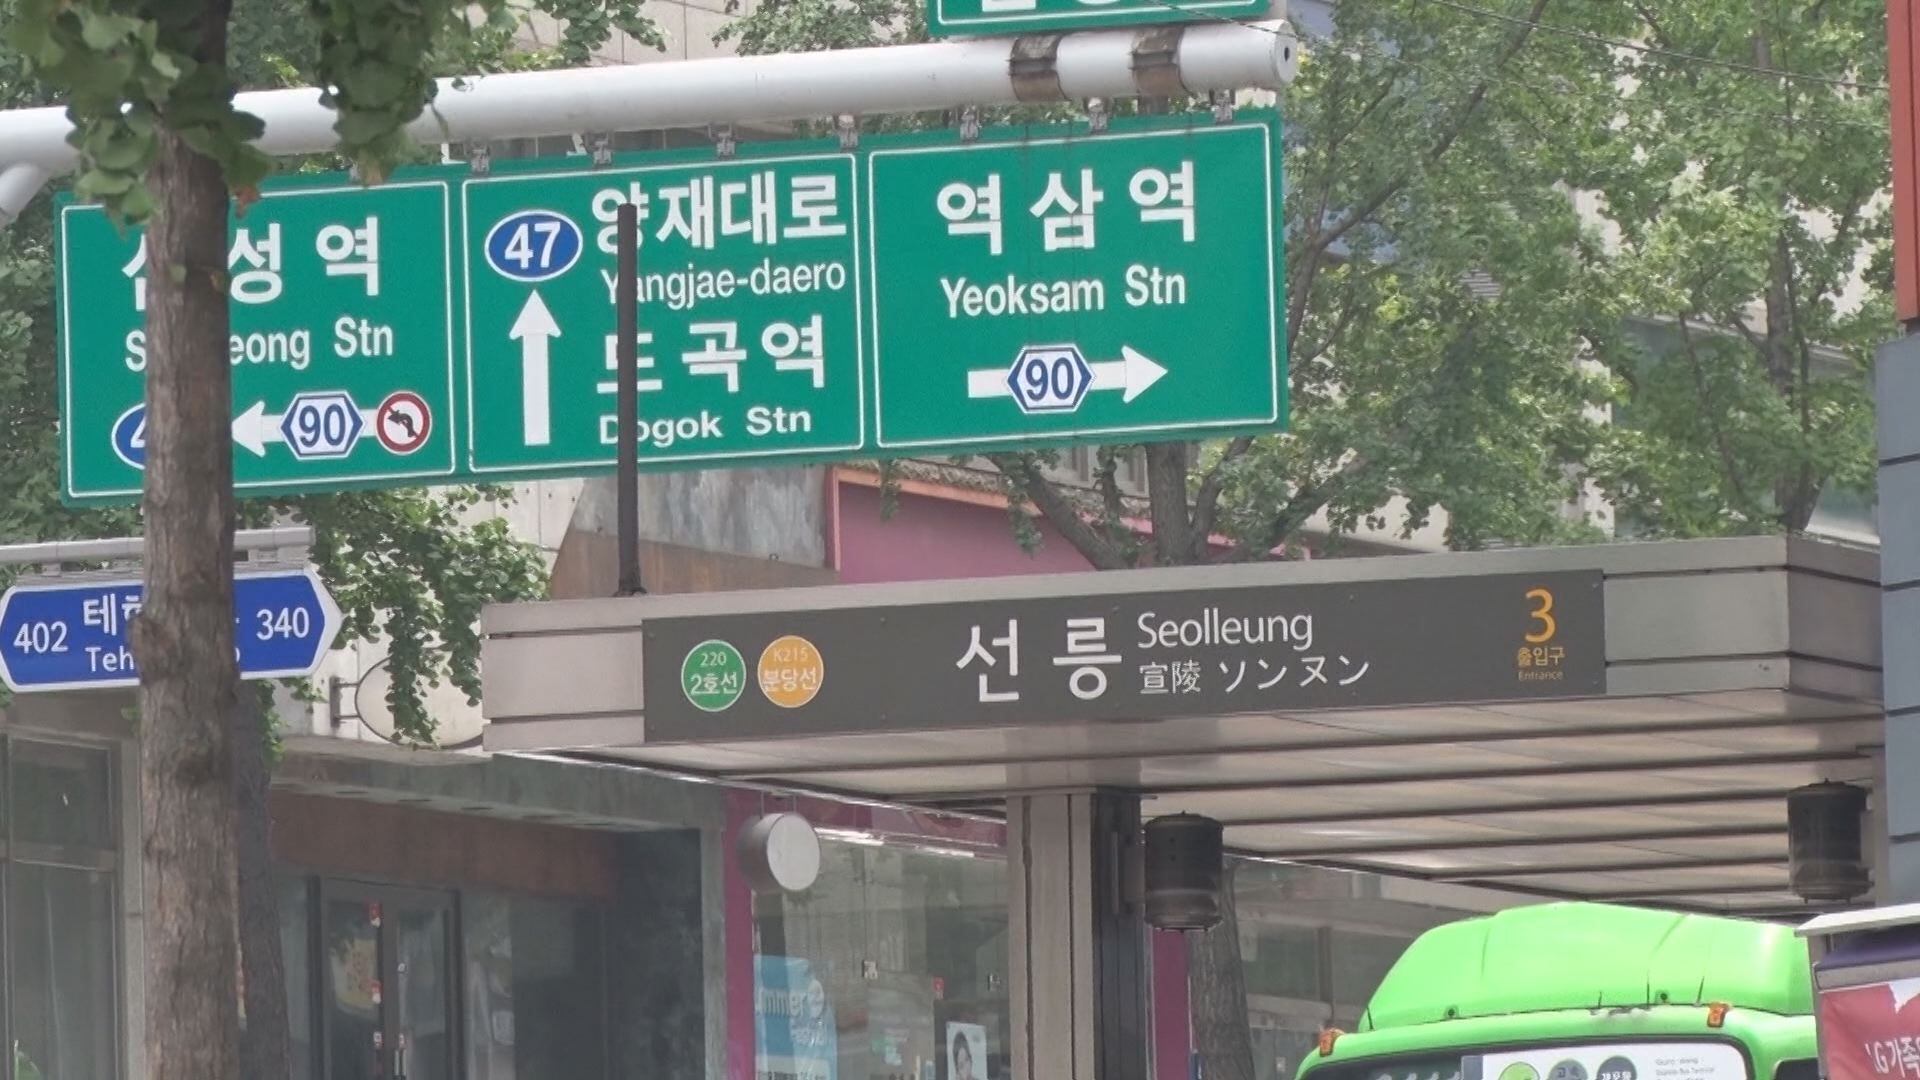 성역
Stn
90
47
양재대로
Yangjae-daero
도곡역
Dogok Stn
역삼역
Yeoksam Stn
90
402
340
220
2호선
K215
분당선
선릉
Seolleung
宣陵 ソンヌン
3
출입구
Entrance